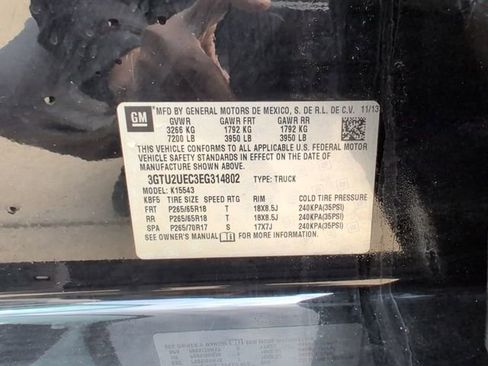 GM
MFD BY GENERAL MOTORS DE MEXICO, S. DE R.L. DE C.V. 11/13
GVWR GAWR FRT GAWR RR
3266 KG 1792 KG 1792 KG
7200 LB 3950 LB 3950 LB
THIS VEHICLE CONFORMS TO ALL APPLICABLE U.S. FEDERAL MOTOR
VEHICLE SAFETY STANDARDS IN EFFECT ON THE DATE OF
MANUFACTURE SHOWN ABOVE.
3GTU2UEC3EG314802 TYPE: TRUCK
MODEL: K15543
KBF5 TIRE SIZE SPEED RTG RIM COLD TIRE PRESSURE
FRT P265/65R18 T 18X8.5J 240KPA(35PSI)
RR P265/65R18 T 18X8.5J 240KPA(35PSI)
SPA P265/70R17 S 17X7J 240KPA(35PSI)
SEE OWNER'S MANUAL FOR MORE INFORMATION.